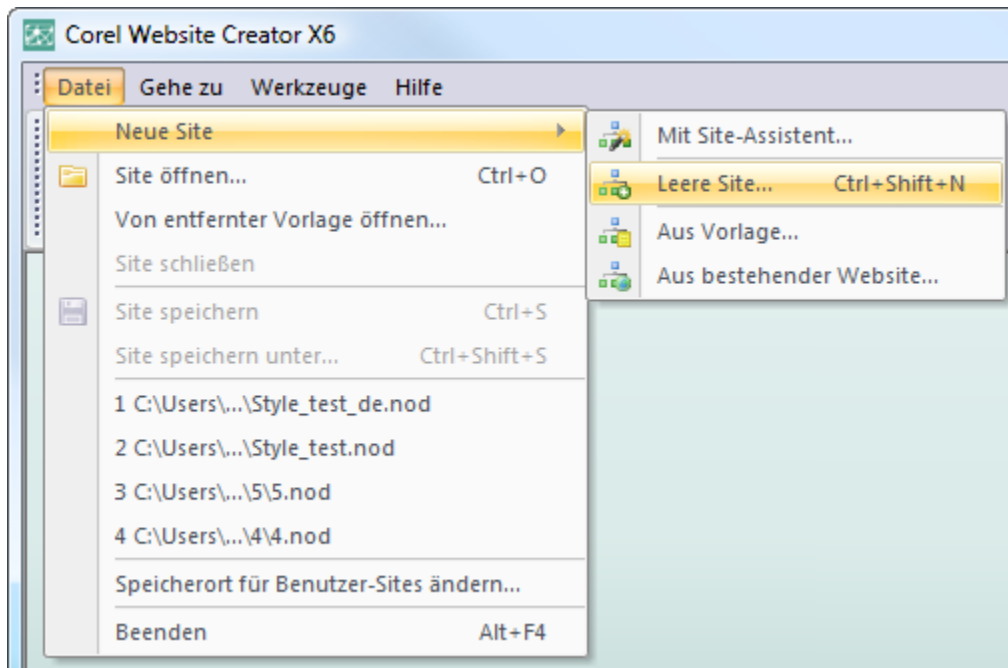 Corel Website Creator X6
Datei Gehe zu Werkzeuge Hilfe
Neue Site
Site öffnen... Ctrl+O
Von entfernter Vorlage öffnen...
Site schließen
Site speichern Ctrl+S
Site speichern unter... Ctrl+Shift+S
1 C:\Users\...\Style_test_de.nod
2 C:\Users\...\Style_test.nod
3 C:\Users\...\5\5.nod
4 C:\Users\...\4\4.nod
Speicherort für Benutzer-Sites ändern...
Beenden Alt+F4
Mit Site-Assistent...
Leere Site... Ctrl+Shift+N
Aus Vorlage...
Aus bestehender Website...